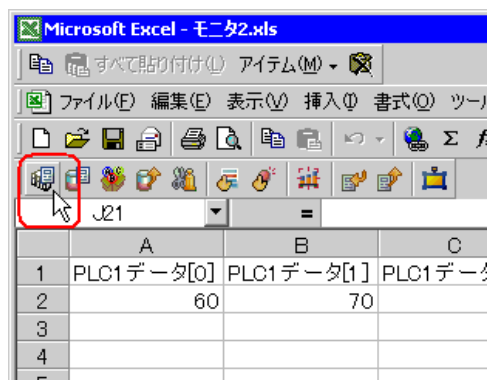 Microsoft Excel - モニタ2.xls
すべて貼り付け(L) アイテム(M)
ファイル(F) 編集(E) 表示(V) 挿入(I) 書式(O) ツール
Σ
J21 =
A B C
1 PLC1データ[0] PLC1データ[1] PLC1データ
2 60 70
3
4